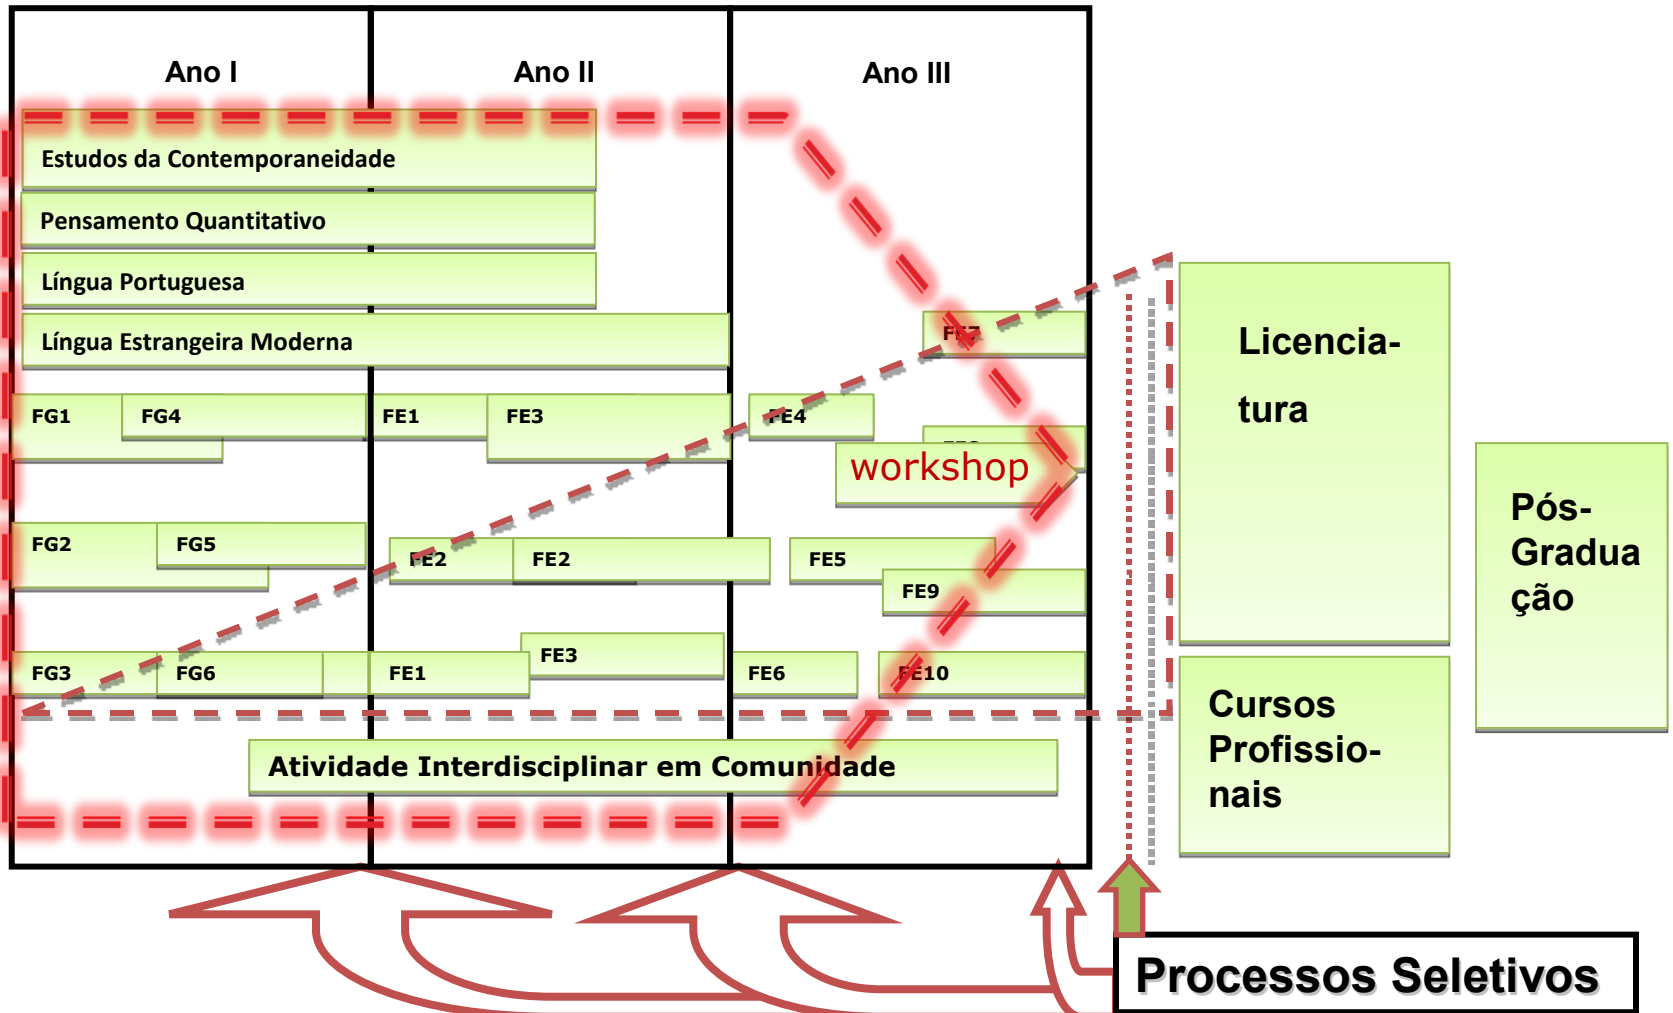 Ano I
Ano II
Ano III
Estudos da Contemporaneidade
Pensamento Quantitativo
Língua Portuguesa
Língua Estrangeira Moderna
FE7
FG1
FG4
FE1
FE3
FE4
workshop
FG2
FG5
FE2
FE2
FE5
FE9
FG3
FG6
FE1
FE3
FE6
FE10
Atividade Interdisciplinar em Comunidade
Licencia-
tura
Cursos
Profissio-
nais
Pós-
Gradua
ção
Processos Seletivos